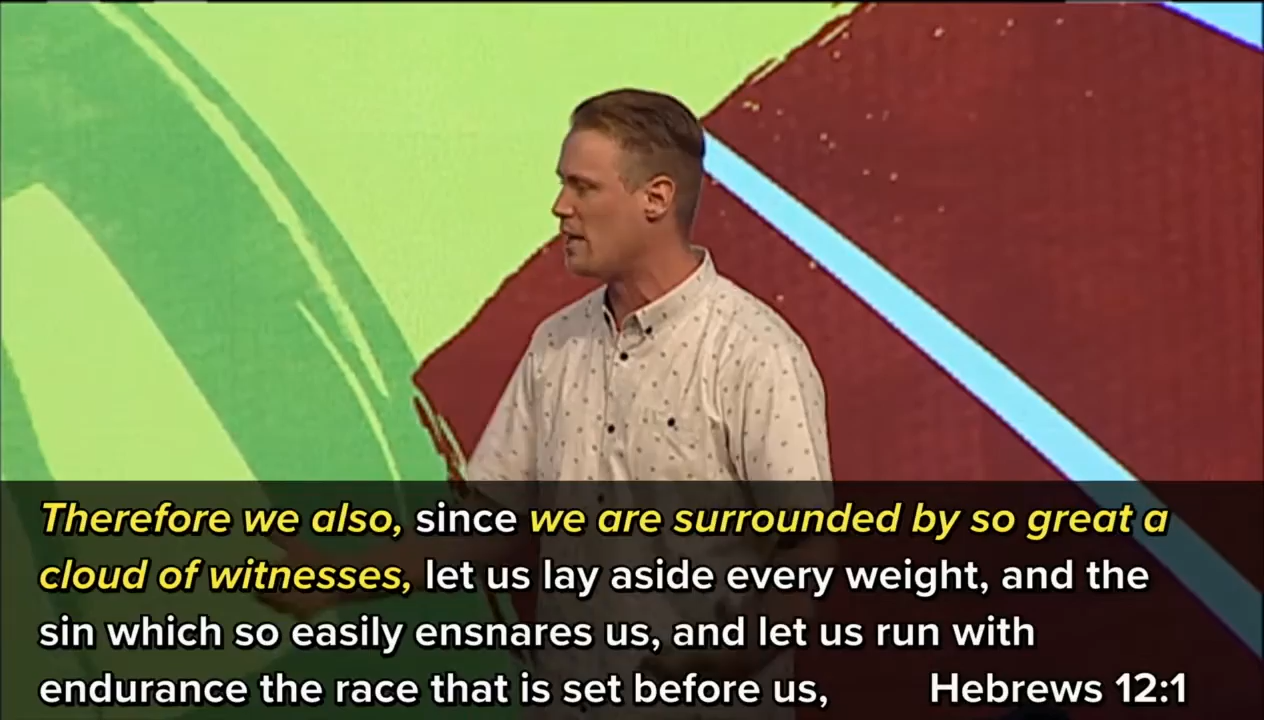 Therefore we also, since we are surrounded by so great a
cloud of witnesses, let us lay aside every weight, and the
sin which so easily ensnares us, and let us run with
endurance the race that is set before us, Hebrews 12:1